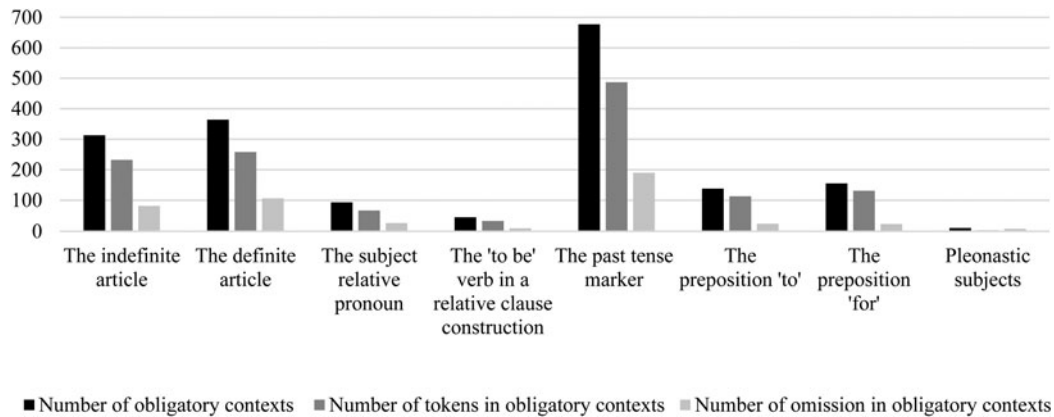 700
600
500
400
300
200
100
0
The indefinite article
The definite article
The subject relative pronoun
The 'to be' verb in a relative clause construction
The past tense marker
The preposition 'to'
The preposition 'for'
Pleonastic subjects
Number of obligatory contexts
Number of tokens in obligatory contexts
Number of omission in obligatory contexts